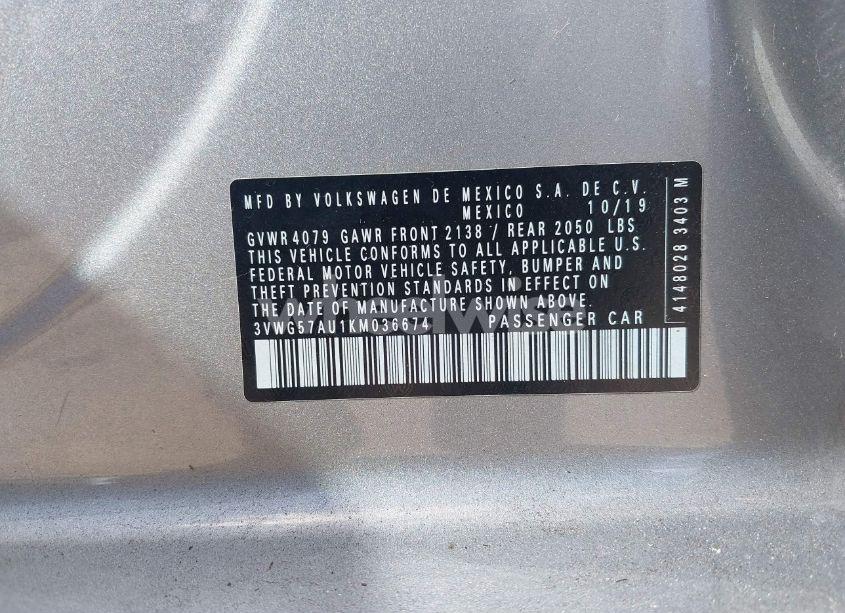 MFD BY VOLKSWAGEN DE MEXICO S.A. DE C.V.
MEXICO 10/19
GVWR 4079 GAWR FRONT 2138 / REAR 2050 LBS
THIS VEHICLE CONFORMS TO ALL APPLICABLE U.S.
FEDERAL MOTOR VEHICLE SAFETY, BUMPER AND
THEFT PREVENTION STANDARDS IN EFFECT ON
THE DATE OF MANUFACTURE SHOWN ABOVE.
3VWG57AU1KM036674 PASSENGER CAR
4148028 3403 M